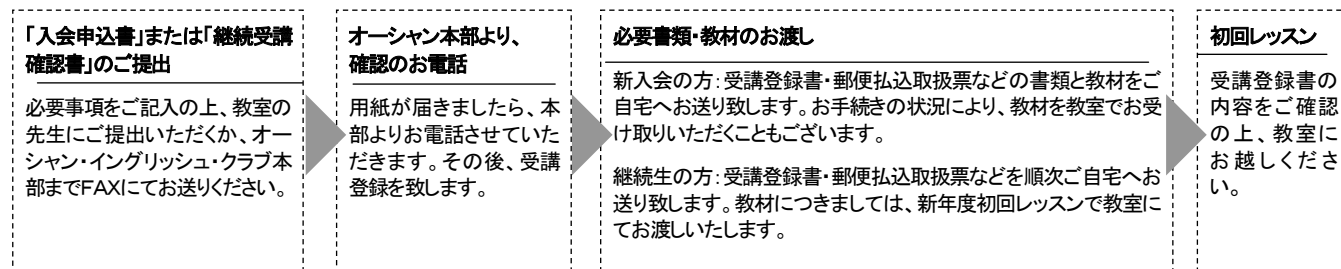 「入会申込書」または「継続受講
確認書」のご提出
必要事項をご記入の上、教室の
先生にご提出いただくか、オー
シャン・イングリッシュ・クラブ本
部までFAXにてお送りください。
オーシャン本部より、
確認のお電話
用紙が届きましたら、本
部よりお電話させていた
だきます。その後、受講
登録を致します。
必要書類・教材のお渡し
新入会の方：受講登録書・郵便払込取扱票などの書類と教材をご
自宅へお送り致します。お手続きの状況により、教材を教室でお受
け取りいただくこともございます。
継続生の方：受講登録書・郵便払込取扱票などを順次ご自宅へお
送り致します。教材につきましては、新年度初回レッスンで教室に
てお渡しいたします。
初回レッスン
受講登録書の
内容をご確認
の上、教室に
お越しくださ
い。